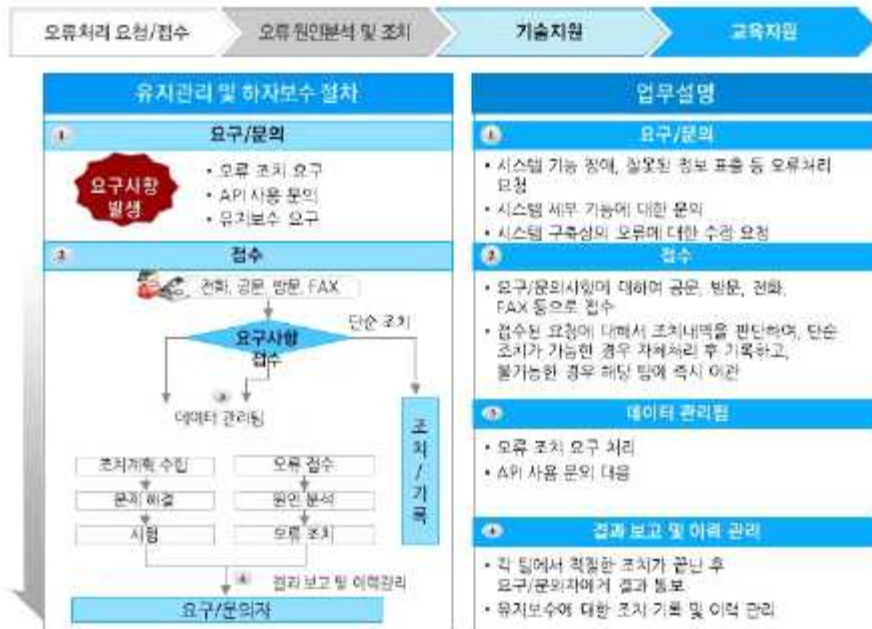 오류처리 요청/접수
오류 원인분석 및 조치
기술지원
교육지원
유지관리 및 하자보수 절차
1 요구/문의
요구사항
발생
• 오류 조치 요구
• API 사용 문의
• 유지보수 요구
2 접수
전화, 공문, 방문, FAX
단순 조치
요구사항
접수
3
데이터 관리팀
조치/기록
조치계획 수립
문제 해결
시험
오류 접수
원인 분석
오류 조치
4 결과 보고 및 이력관리
요구/문의자
업무설명
1 요구/문의
• 시스템 기능 장애, 잘못된 정보 표출 등 오류처리
요청
• 시스템 세부 기능에 대한 문의
• 시스템 구축상의 오류에 대한 수정 요청
2 접수
• 요구/문의사항에 대하여 공문, 방문, 전화,
FAX 등으로 접수
• 접수된 요청에 대해서 조치내역을 판단하여, 단순
조치가 가능한 경우 자체처리 후 기록하고,
불가능한 경우 해당 팀에 즉시 이관
3 데이터 관리팀
• 오류 조치 요구 처리
• API 사용 문의 대응
4 결과 보고 및 이력 관리
• 각 팀에서 적절한 조치가 끝난 후
요구/문의자에게 결과 통보
• 유지보수에 대한 조치 기록 및 이력 관리